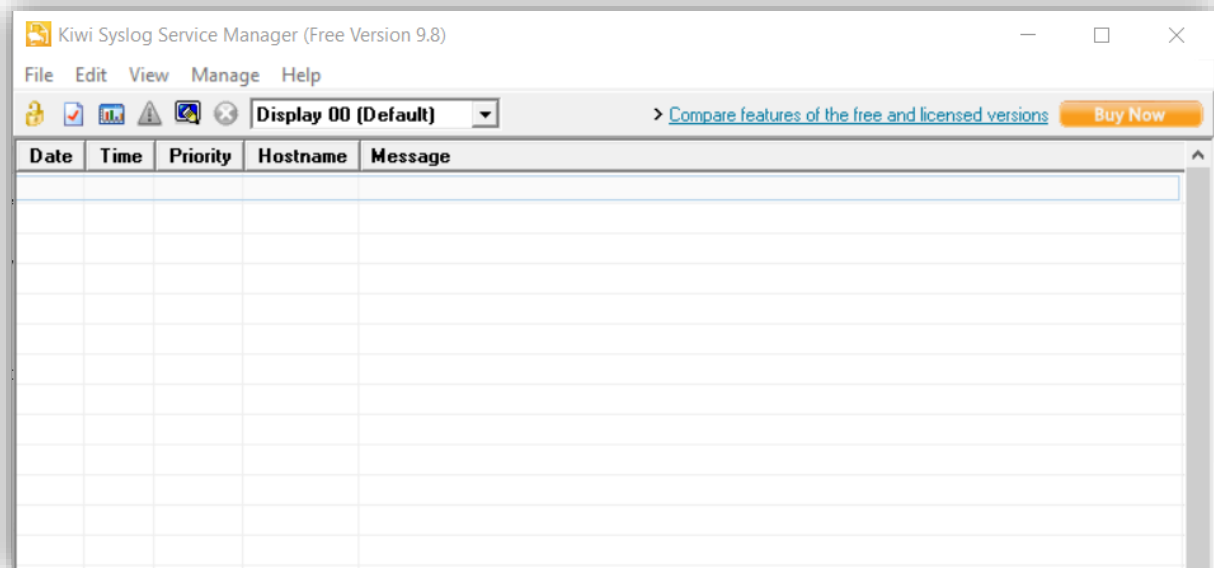 Kiwi Syslog Service Manager (Free Version 9.8)
File Edit View Manage Help
Display 00 (Default) > Compare features of the free and licensed versions Buy Now
Date Time Priority Hostname Message